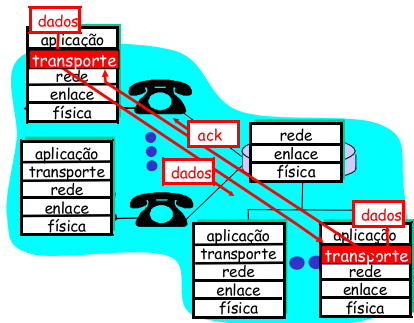 dados
aplicação
transporte
rede
enlace
física
ack
rede
enlace
física
aplicação
transporte
rede
enlace
física
dados
dados
aplicação
transporte
rede
enlace
física
aplicação
transporte
rede
enlace
física